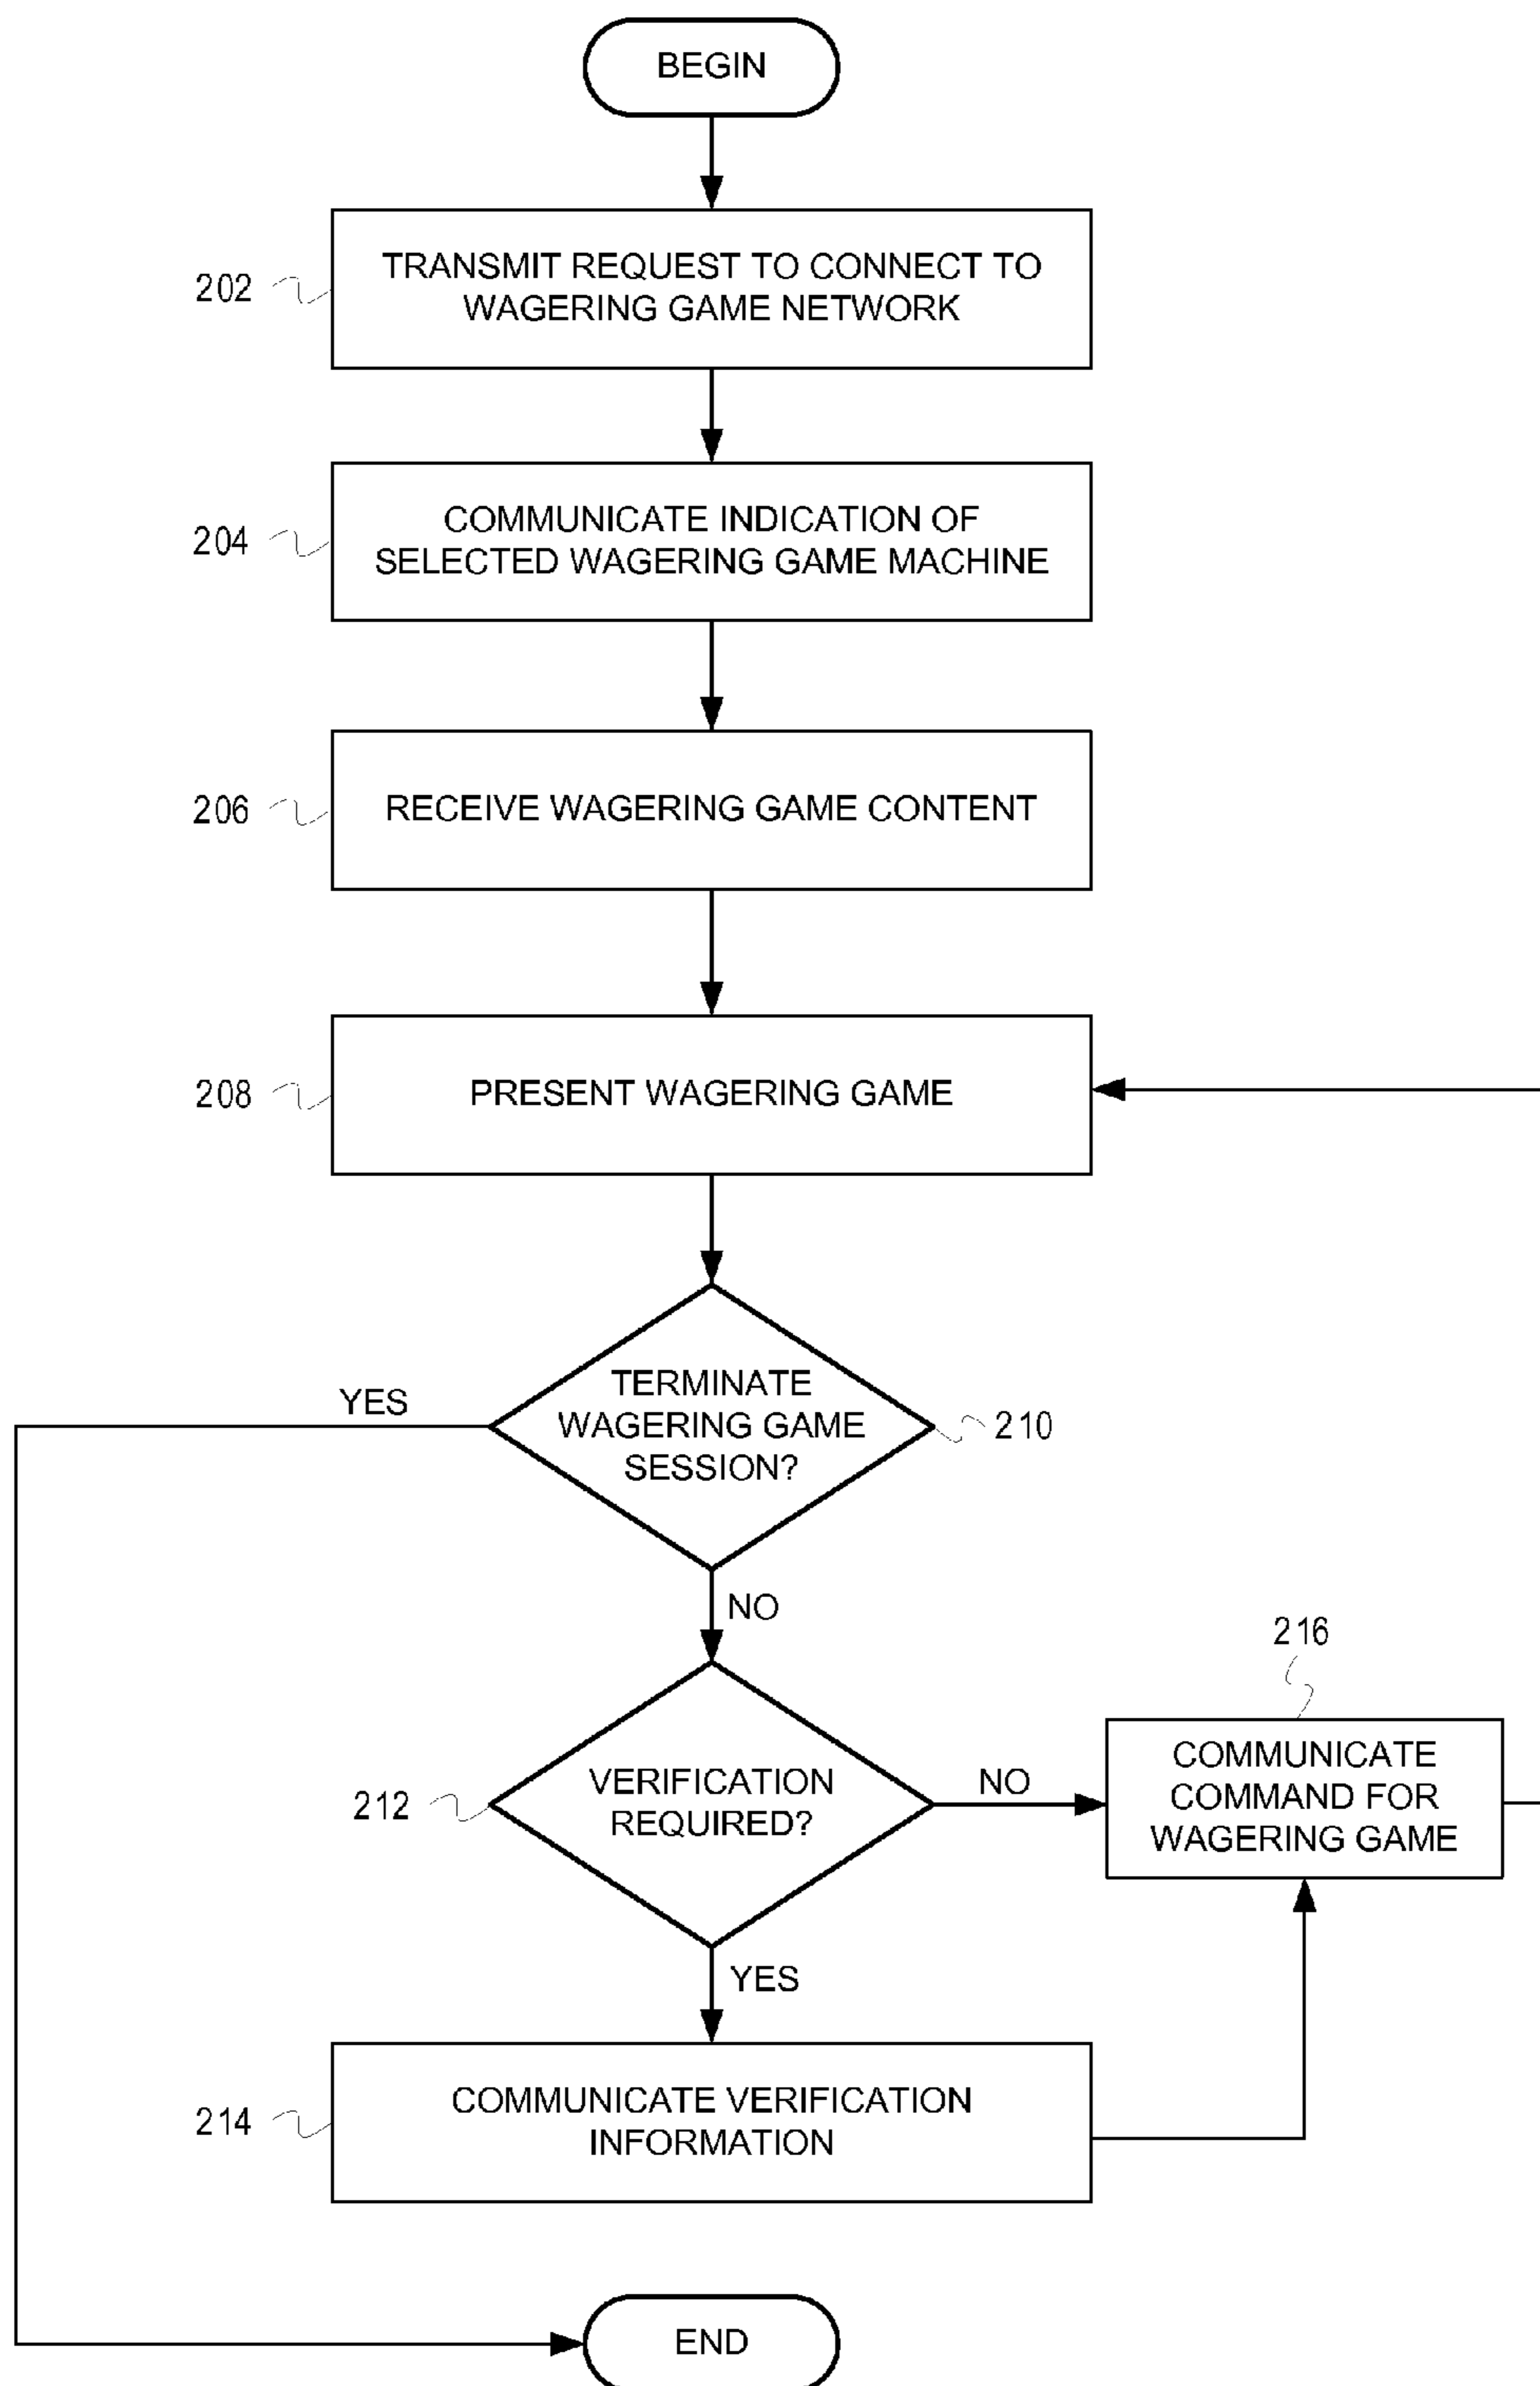 BEGIN
202
TRANSMIT REQUEST TO CONNECT TO
WAGERING GAME NETWORK
204
COMMUNICATE INDICATION OF
SELECTED WAGERING GAME MACHINE
206
RECEIVE WAGERING GAME CONTENT
208
PRESENT WAGERING GAME
YES
TERMINATE
WAGERING GAME
SESSION?
210
NO
216
212
VERIFICATION
REQUIRED?
NO
COMMUNICATE
COMMAND FOR
WAGERING GAME
YES
214
COMMUNICATE VERIFICATION
INFORMATION
END